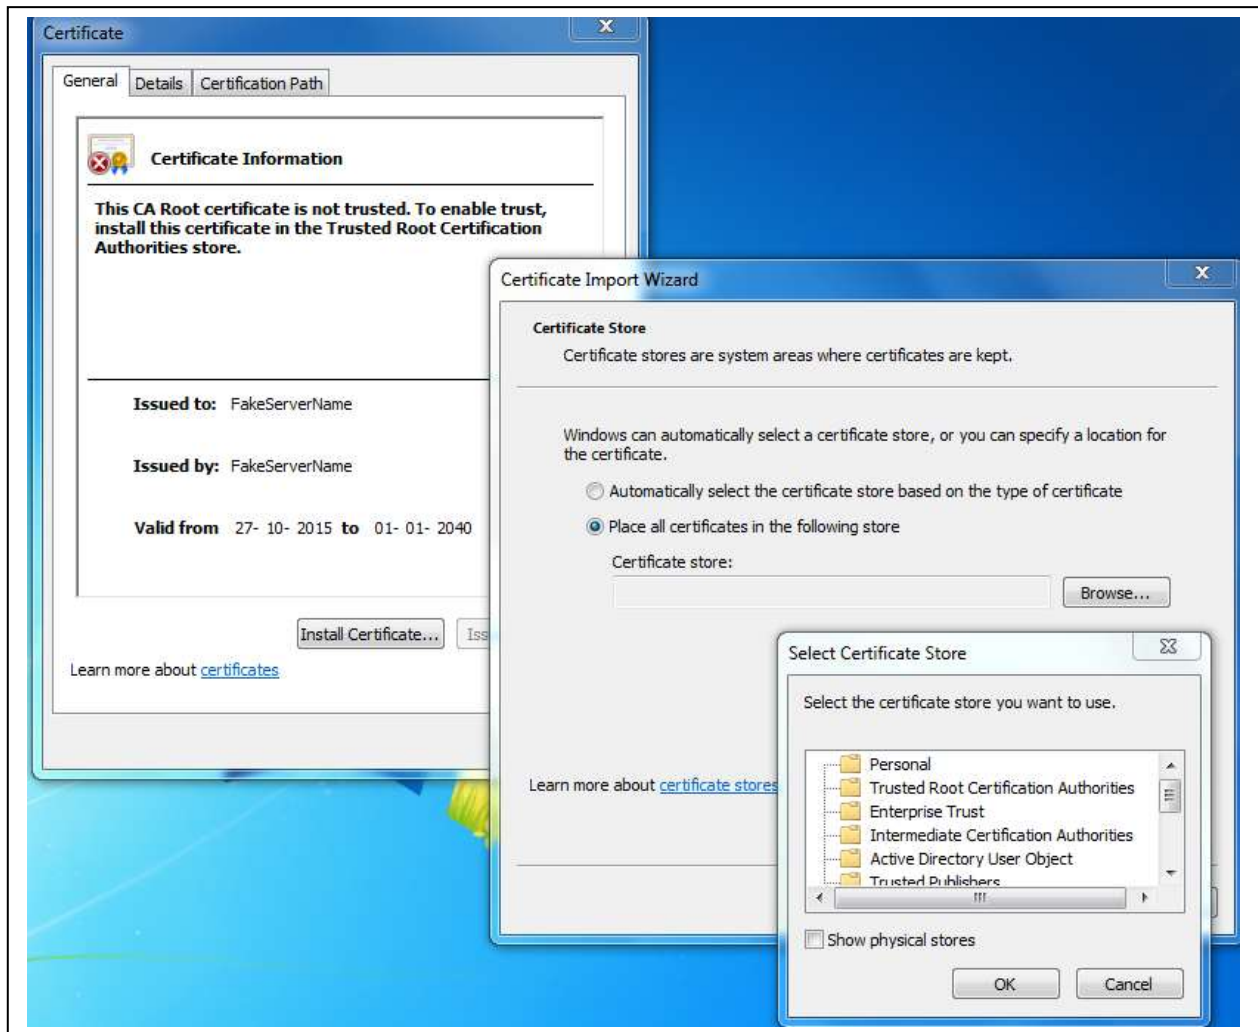 Certificate
General Details Certification Path
Certificate Information
This CA Root certificate is not trusted. To enable trust,
install this certificate in the Trusted Root Certification
Authorities store.
Issued to: FakeServerName
Issued by: FakeServerName
Valid from 27- 10- 2015 to 01- 01- 2040
Install Certificate... Iss
Learn more about certificates
Certificate Import Wizard
Certificate Store
Certificate stores are system areas where certificates are kept.
Windows can automatically select a certificate store, or you can specify a location for
the certificate.
Automatically select the certificate store based on the type of certificate
Place all certificates in the following store
Certificate store:
Browse...
Learn more about certificate stores
Select Certificate Store
Select the certificate store you want to use.
Personal
Trusted Root Certification Authorities
Enterprise Trust
Intermediate Certification Authorities
Active Directory User Object
Trusted Publishers
Show physical stores
OK Cancel